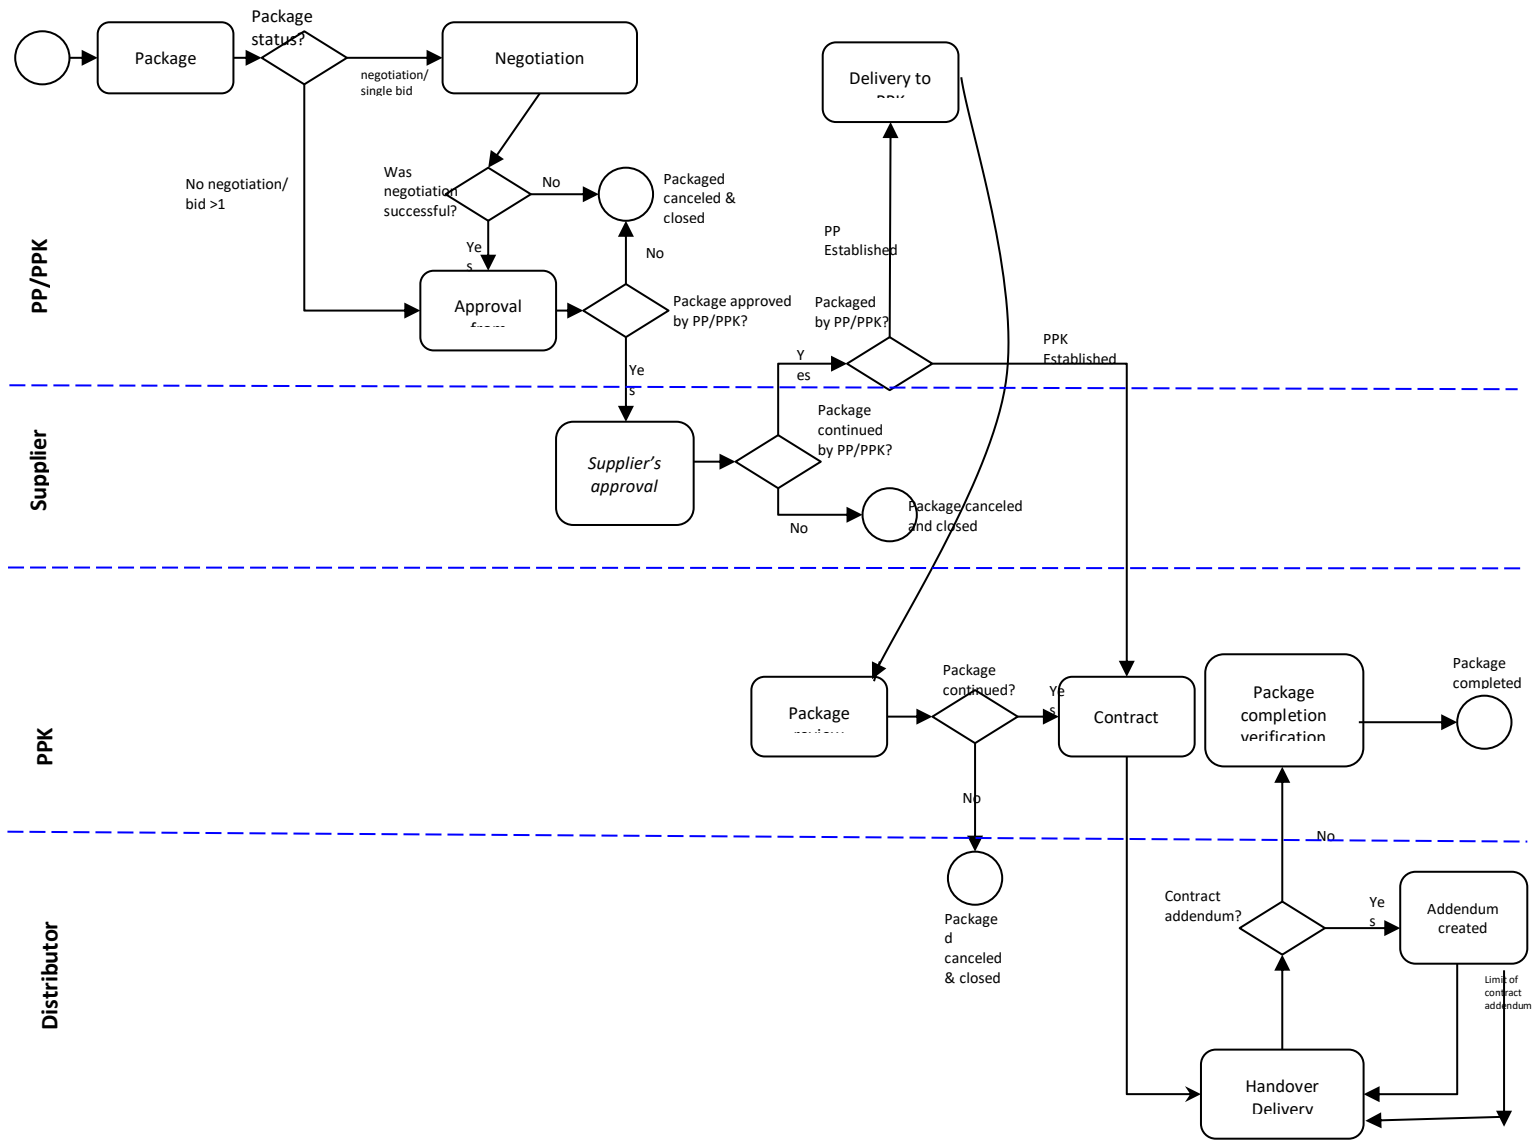 Package
status?
Package
Negotiation
negotiation/
single bid
Delivery to
No negotiation/
bid >1
Was
negotiation
successful?
No
Packaged
canceled &
closed
Ye
s
No
PP
Established
PP/PPK
Approval
Package approved
by PP/PPK?
Packaged
by PP/PPK?
PPK
Established
Ye
s
Y
es
Supplier
Supplier's
approval
Package
continued
by PP/PPK?
No
Package canceled
and closed
PPK
Package
Package
continued?
Ye
s
Contract
Package
completion
verification
Package
completed
No
No
Distributor
Package
d
canceled
& closed
Contract
addendum?
Ye
s
Addendum
created
Limit of
contract
addendum
Handover
Delivery